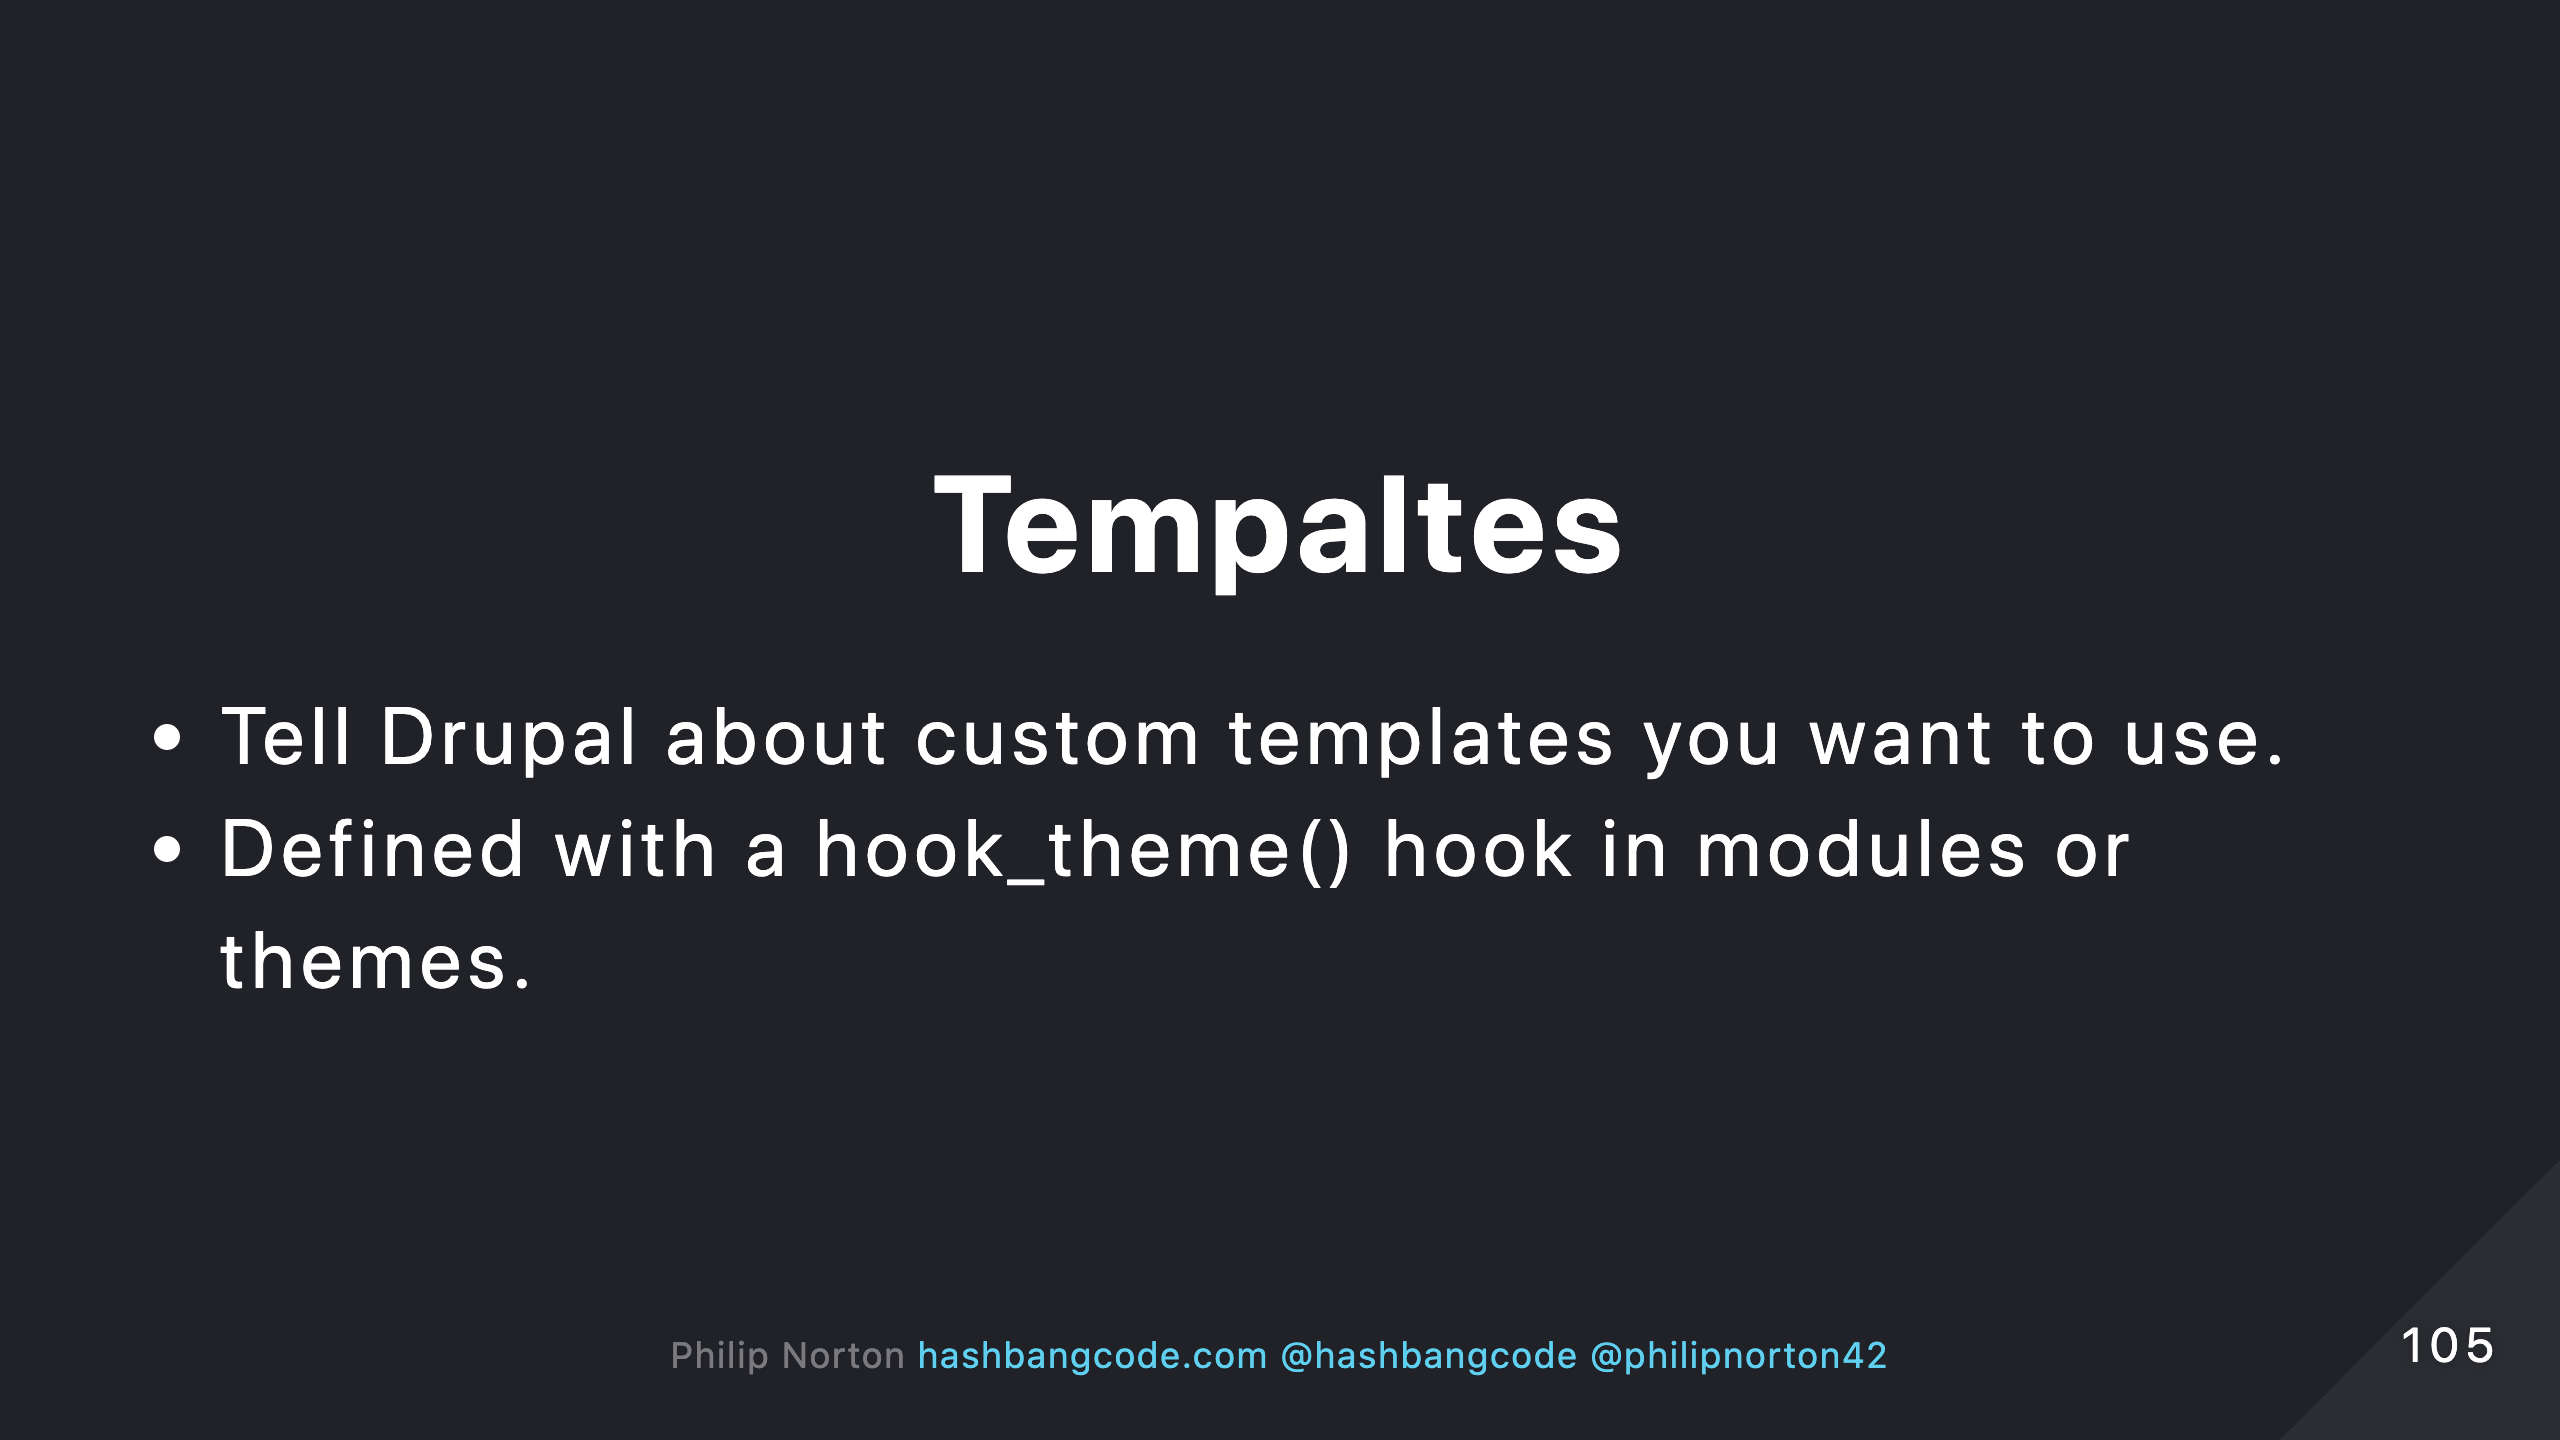 Tempaltes
• Tell Drupal about custom templates you want to use.
• Defined with a hook_theme() hook in modules or
themes.
Philip Norton hashbangcode.com @hashbangcode @philipnorton42
105